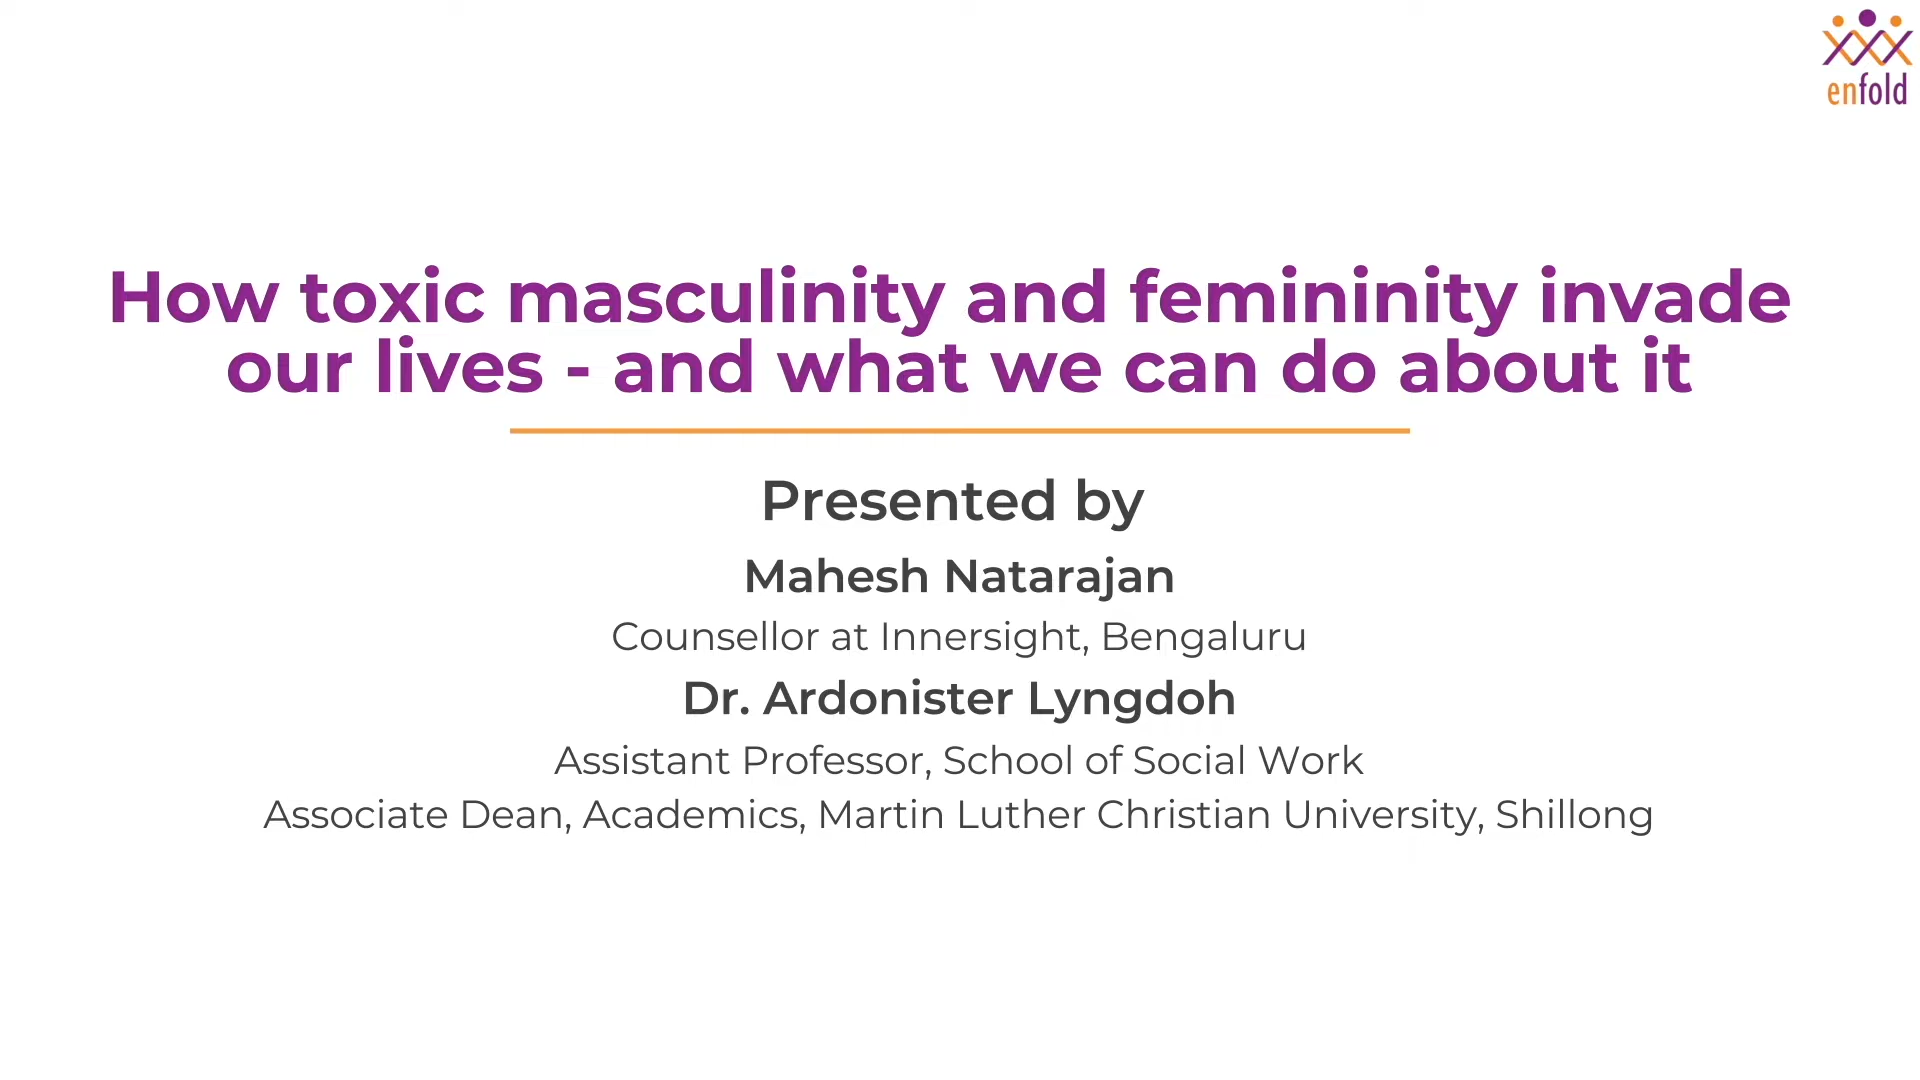 enfold
How toxic masculinity and femininity invade
our lives - and what we can do about it
Presented by
Mahesh Natarajan
Counsellor at Innersight, Bengaluru
Dr. Ardonister Lyngdoh
Assistant Professor, School of Social Work
Associate Dean, Academics, Martin Luther Christian University, Shillong